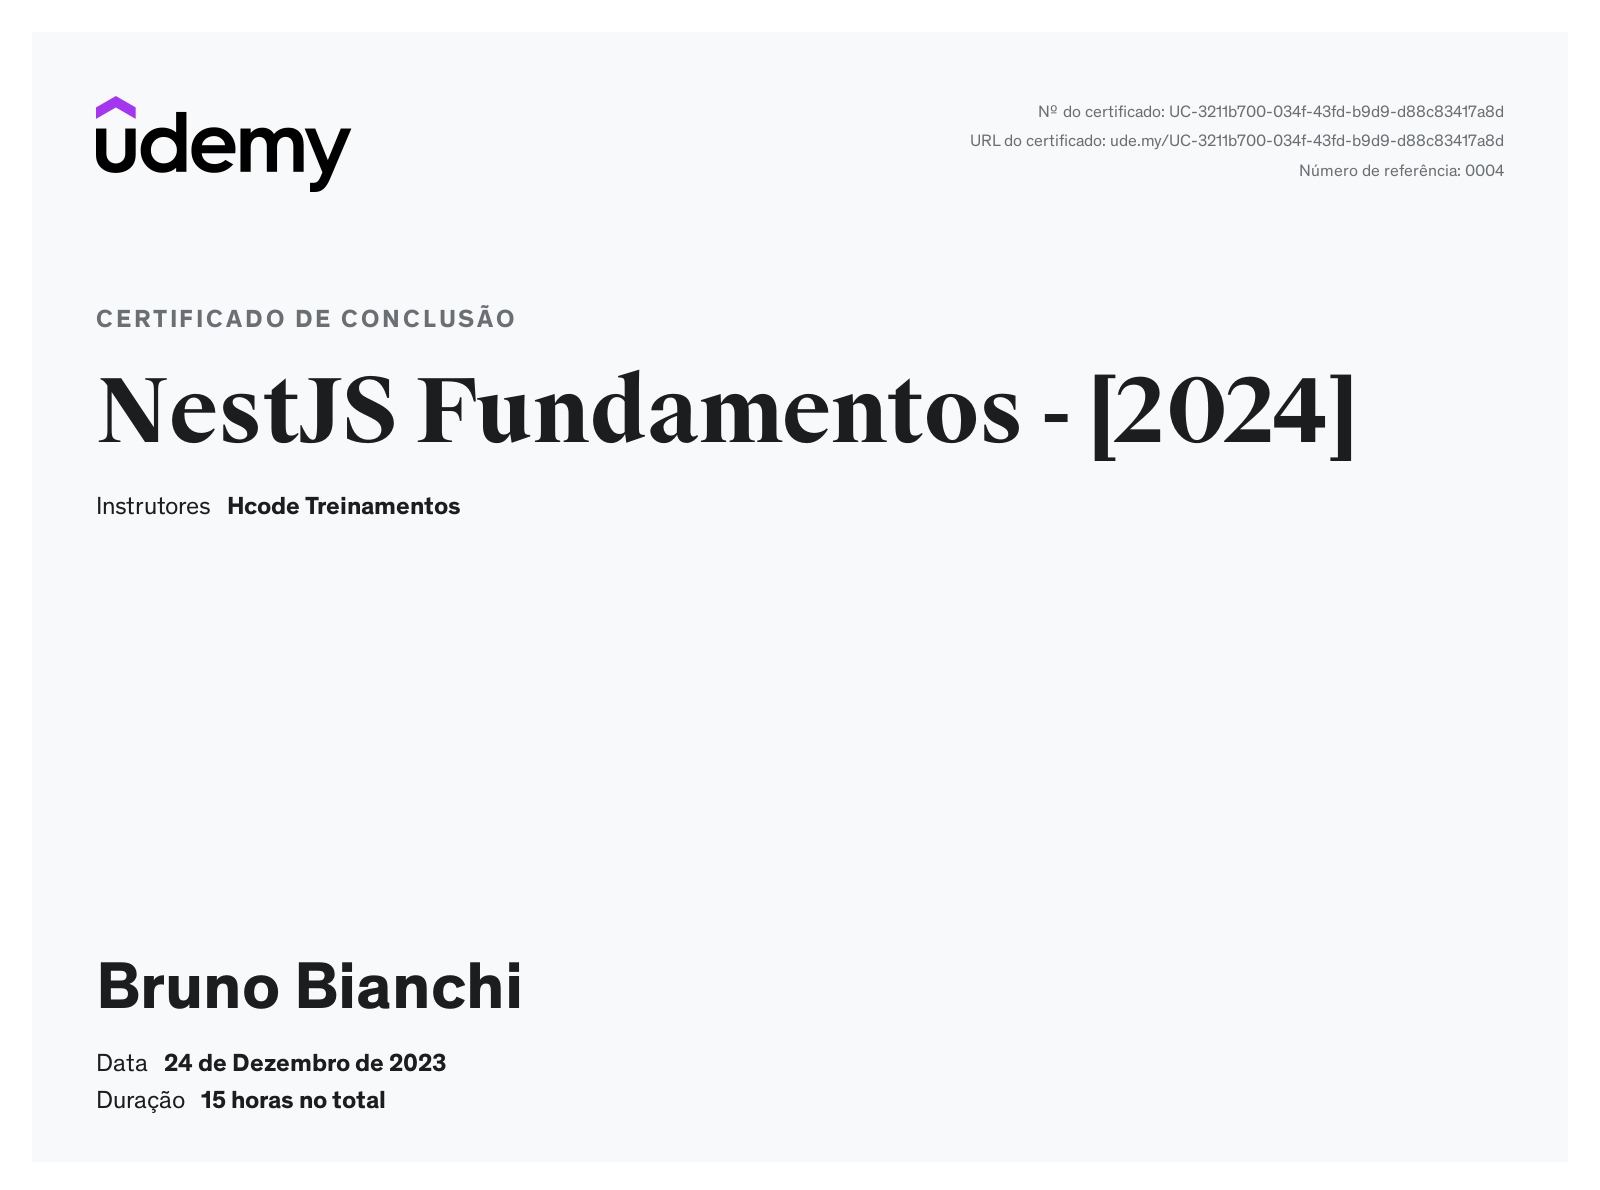 udemy
Nº do certificado: UC-3211b700-034f-43fd-b9d9-d88c83417a8d
URL do certificado: ude.my/UC-3211b700-034f-43fd-b9d9-d88c83417a8d
Número de referência: 0004
CERTIFICADO DE CONCLUSÃO
NestJS Fundamentos - [2024]
Instrutores Hcode Treinamentos
Bruno Bianchi
Data 24 de Dezembro de 2023
Duração 15 horas no total